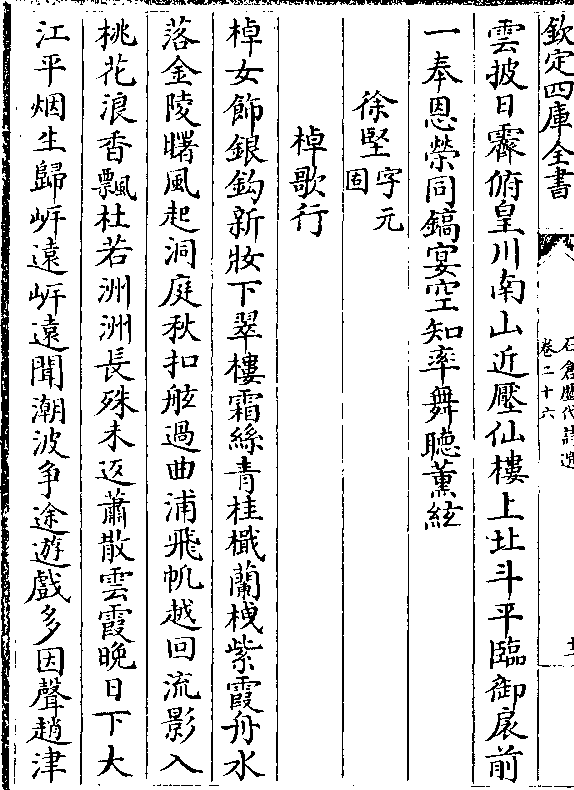 欽定四庫全書
石倉歷代詩選
卷二十六
十一
雲披日霽俯皇川南山近壓仙樓上北斗平臨御扆前
一奉恩榮同鎬宴空知率舞聽薰絃
徐堅字元固
棹歌行
棹女飾銀鈎新妝下翠樓霜絲青桂檝蘭栧紫霞舟水
落金陵曙風起洞庭秋扣舷過曲浦飛帆越回流影入
桃花浪香飄杜若洲洲長殊未返蕭散雲霞晚日下大
江平烟生歸岸遠岸遠聞潮波争途遊戲多因聲趙津